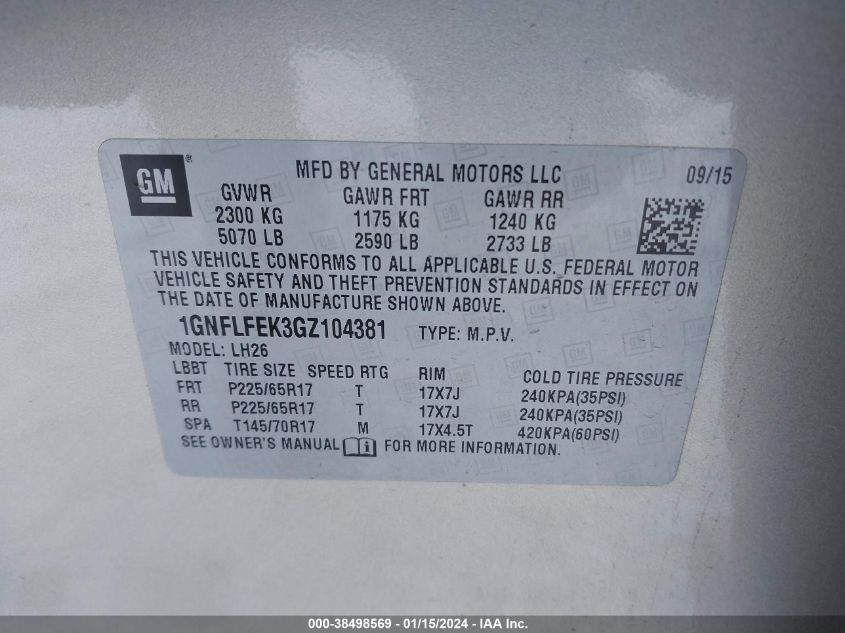 GM ®
MFD BY GENERAL MOTORS LLC 09/15
GVWR GAWR FRT GAWR RR
2300 KG 1175 KG 1240 KG
5070 LB 2590 LB 2733 LB
THIS VEHICLE CONFORMS TO ALL APPLICABLE U.S. FEDERAL MOTOR
VEHICLE SAFETY AND THEFT PREVENTION STANDARDS IN EFFECT ON
THE DATE OF MANUFACTURE SHOWN ABOVE.
1GNFLFEK3GZ104381 TYPE: M.P.V.
MODEL: LH26
LBBT TIRE SIZE SPEED RTG RIM COLD TIRE PRESSURE
FRT P225/65R17 T 17X7J 240KPA(35PSI)
RR P225/65R17 T 17X7J 240KPA(35PSI)
SPA T145/70R17 M 17X4.5T 420KPA(60PSI)
SEE OWNER'S MANUAL FOR MORE INFORMATION.
000-38498569 - 01/15/2024 - IAA Inc.